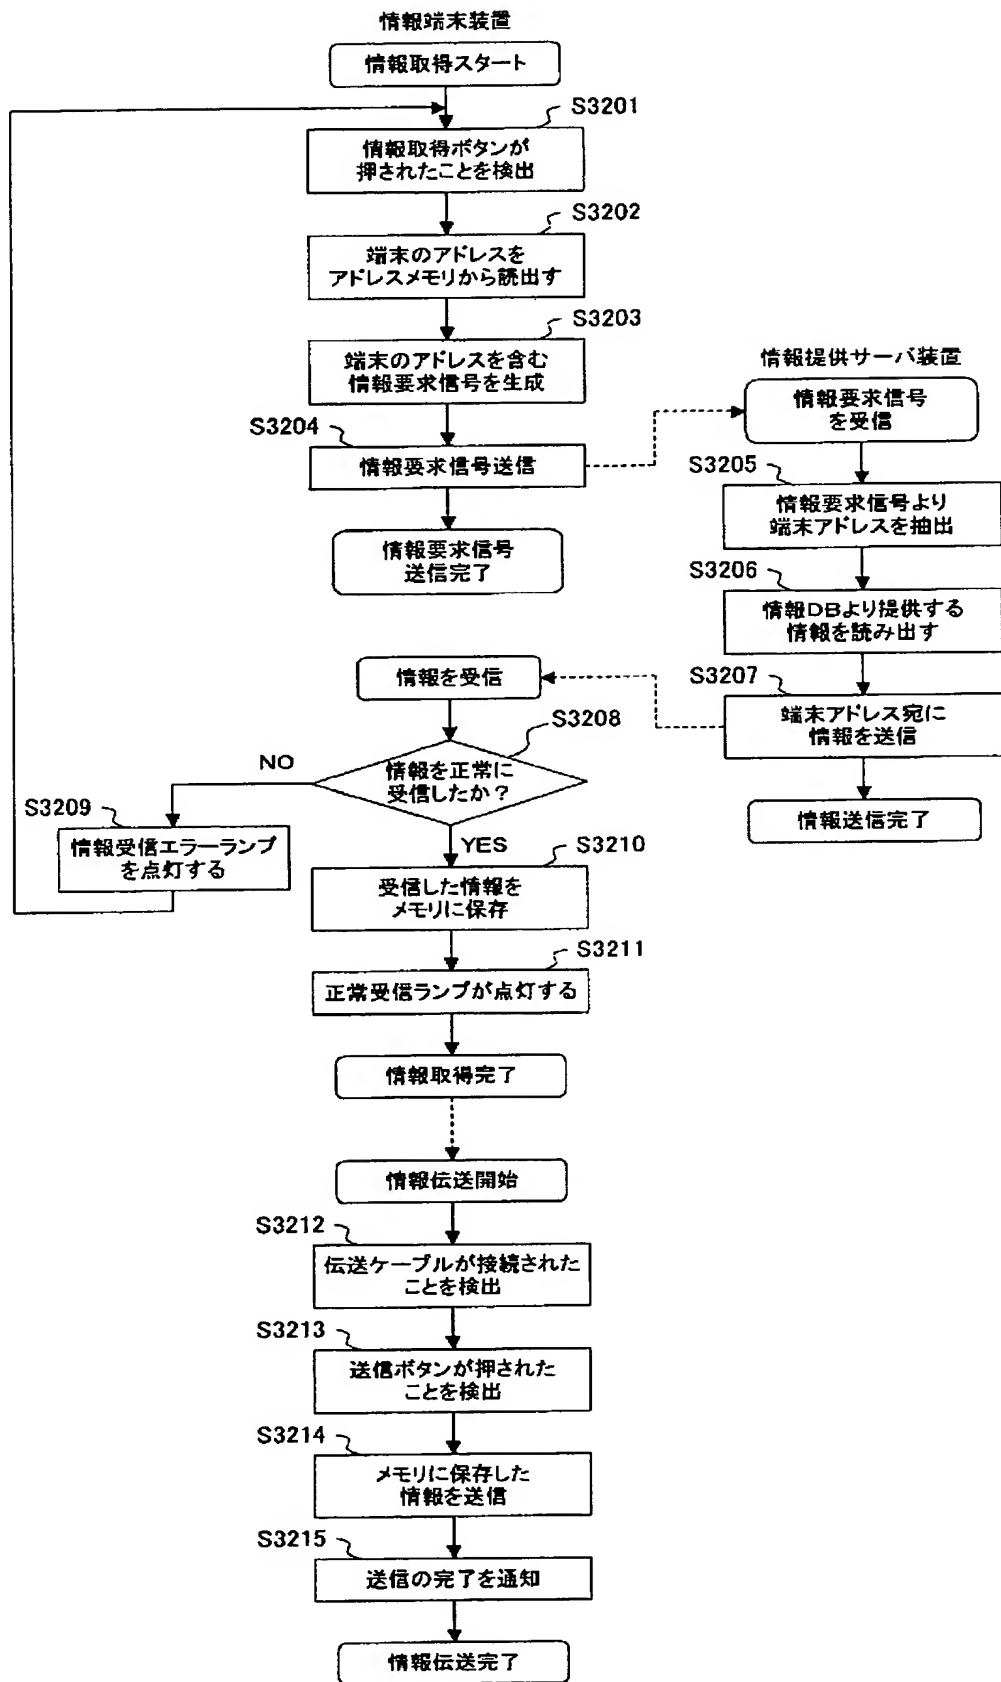 情報端末装置
情報取得スタート
S3201
情報取得ボタンが
押されたことを検出
S3202
端末のアドレスを
アドレスメモリから読出す
S3203
端末のアドレスを含む
情報要求信号を生成
S3204
情報要求信号送信
情報要求信号
送信完了
情報提供サーバ装置
情報要求信号
を受信
S3205
情報要求信号より
端末アドレスを抽出
S3206
情報DBより提供する
情報を読み出す
S3207
端末アドレス宛に
情報を送信
情報送信完了
情報を受信
S3208
情報を正常に
受信したか？
NO
S3209
情報受信エラーランプ
を点灯する
YES
S3210
受信した情報を
メモリに保存
S3211
正常受信ランプが点灯する
情報取得完了
情報伝送開始
S3212
伝送ケーブルが接続された
ことを検出
S3213
送信ボタンが押された
ことを検出
S3214
メモリに保存した
情報を送信
S3215
送信の完了を通知
情報伝送完了